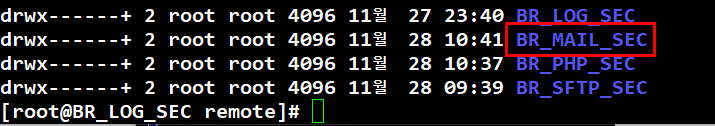 drwx------+ 2 root root 4096 11월  27 23:40 BR_LOG_SEC
drwx------+ 2 root root 4096 11월  28 10:41 BR_MAIL_SEC
drwx------+ 2 root root 4096 11월  28 10:37 BR_PHP_SEC
drwx------+ 2 root root 4096 11월  28 09:39 BR_SFTP_SEC
[root@BR_LOG_SEC remote]#